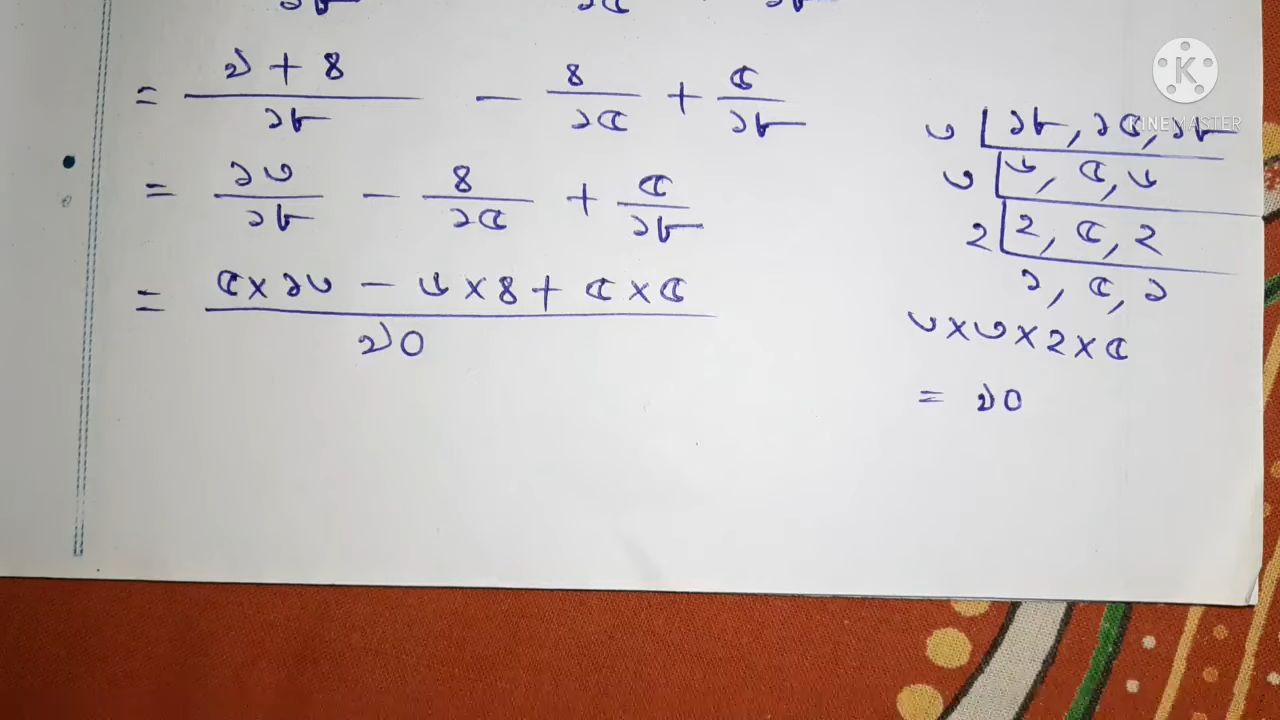 = ৯ + ৪/১৮ - ৪/১৫ + ৫/১৮
= ১৩/১৮ - ৪/১৫ + ৫/১৮
= ৫ × ১৩ - ৬ × ৪ + ৫ × ৫/৯০
K
KINEMASTER
৩ | ১৮, ১৫, ১৮
৩ | ৬, ৫, ৬
২ | ২, ৫, ২
১, ৫, ১
৩ × ৩ × ২ × ৫
= ৯০